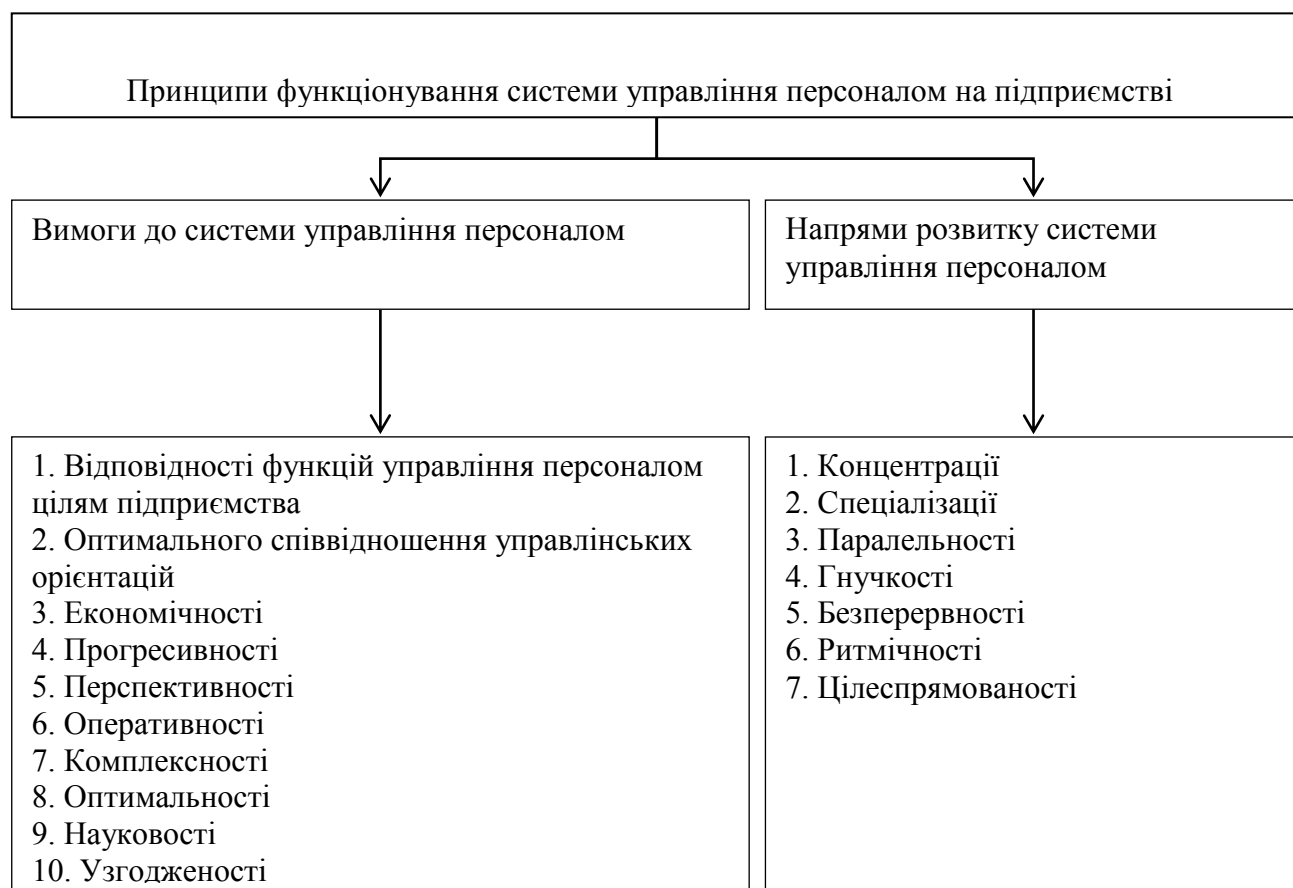 Принципи функціонування системи управління персоналом на підприємстві
Вимоги до системи управління персоналом
Напрями розвитку системи
управління персоналом
1. Відповідності функцій управління персоналом
цілям підприємства
2. Оптимального співвідношення управлінських
орієнтацій
3. Економічності
4. Прогресивності
5. Перспективності
6. Оперативності
7. Комплексності
8. Оптимальності
9. Науковості
10. Узгодженості
1. Концентрації
2. Спеціалізації
3. Паралельності
4. Гнучкості
5. Безперервності
6. Ритмічності
7. Цілеспрямованості